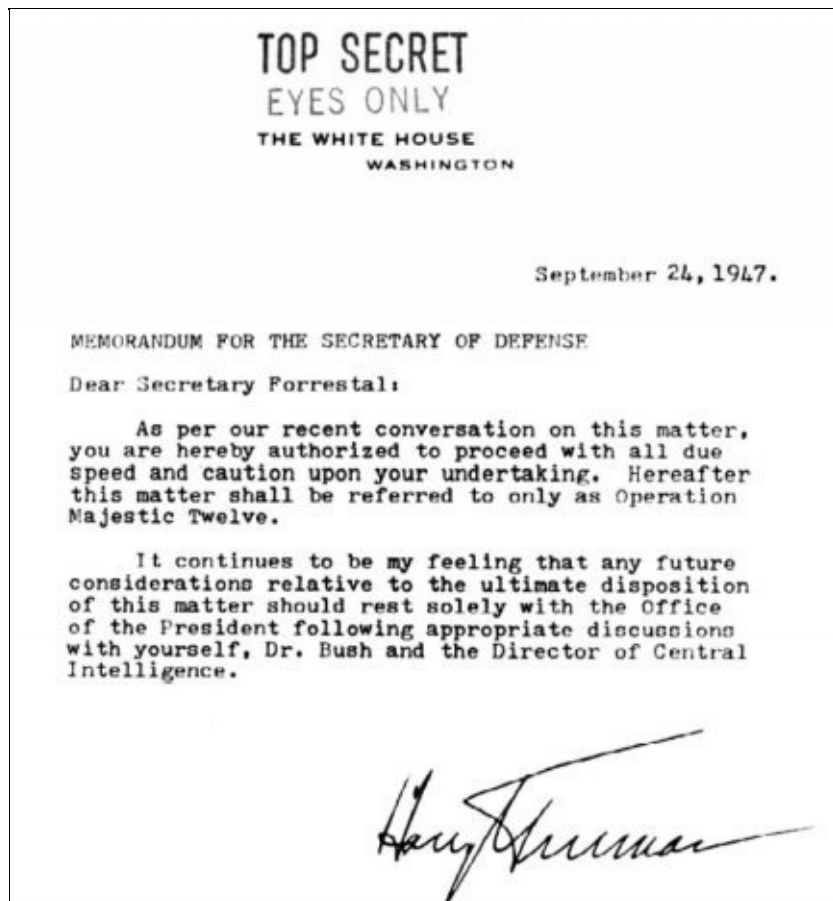 TOP SECRET
EYES ONLY
THE WHITE HOUSE
WASHINGTON
September 24, 1947.
MEMORANDUM FOR THE SECRETARY OF DEFENSE
Dear Secretary Forrestal:
As per our recent conversation on this matter,
you are hereby authorized to proceed with all due
speed and caution upon your undertaking. Hereafter
this matter shall be referred to only as Operation
Majestic Twelve.
It continues to be my feeling that any future
considerations relative to the ultimate disposition
of this matter should rest solely with the Office
of the President following appropriate discussions
with yourself, Dr. Bush and the Director of Central
Intelligence.
Harry Truman